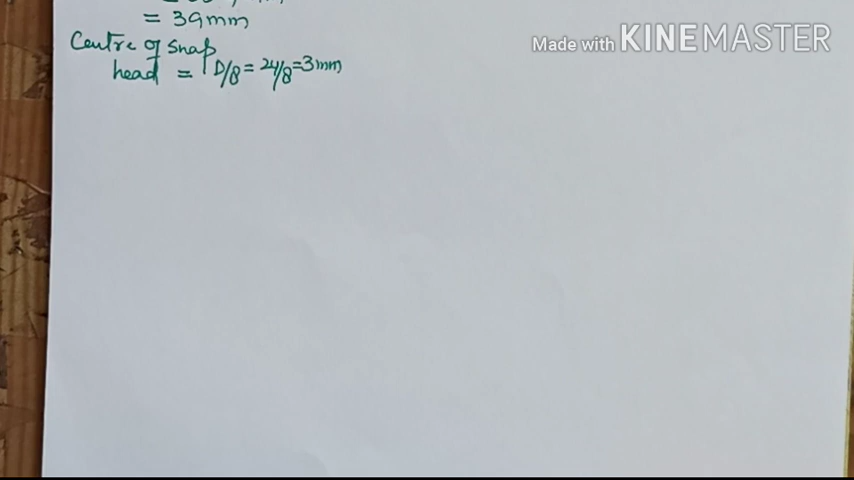 = 39mm
Centre of Snap
head = D/8 = 24/8 = 3mm
Made with KINEMASTER